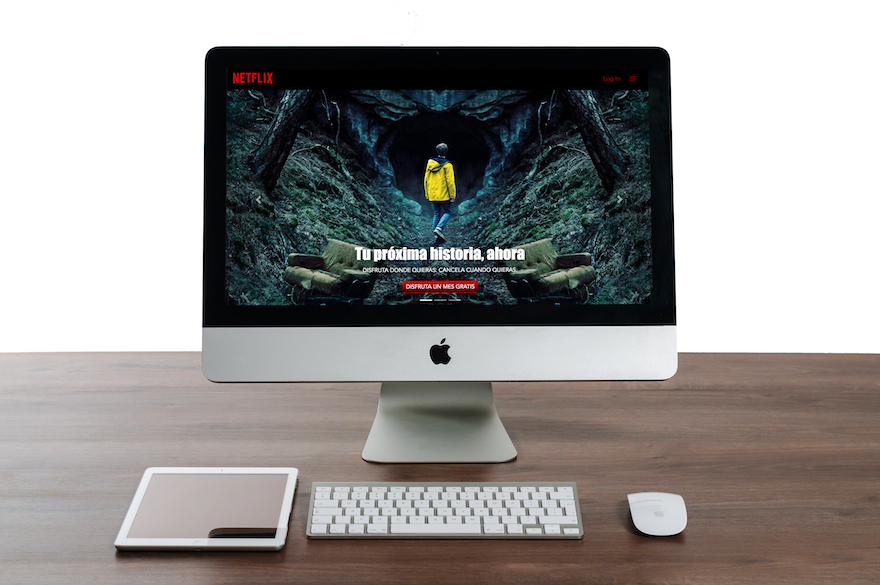 NETFLIX
Log In
Tu próxima historia, ahora
DISFRUTA DONDE QUIERAS. CANCELA CUANDO QUIERAS.
DISFRUTA UN MES GRATIS